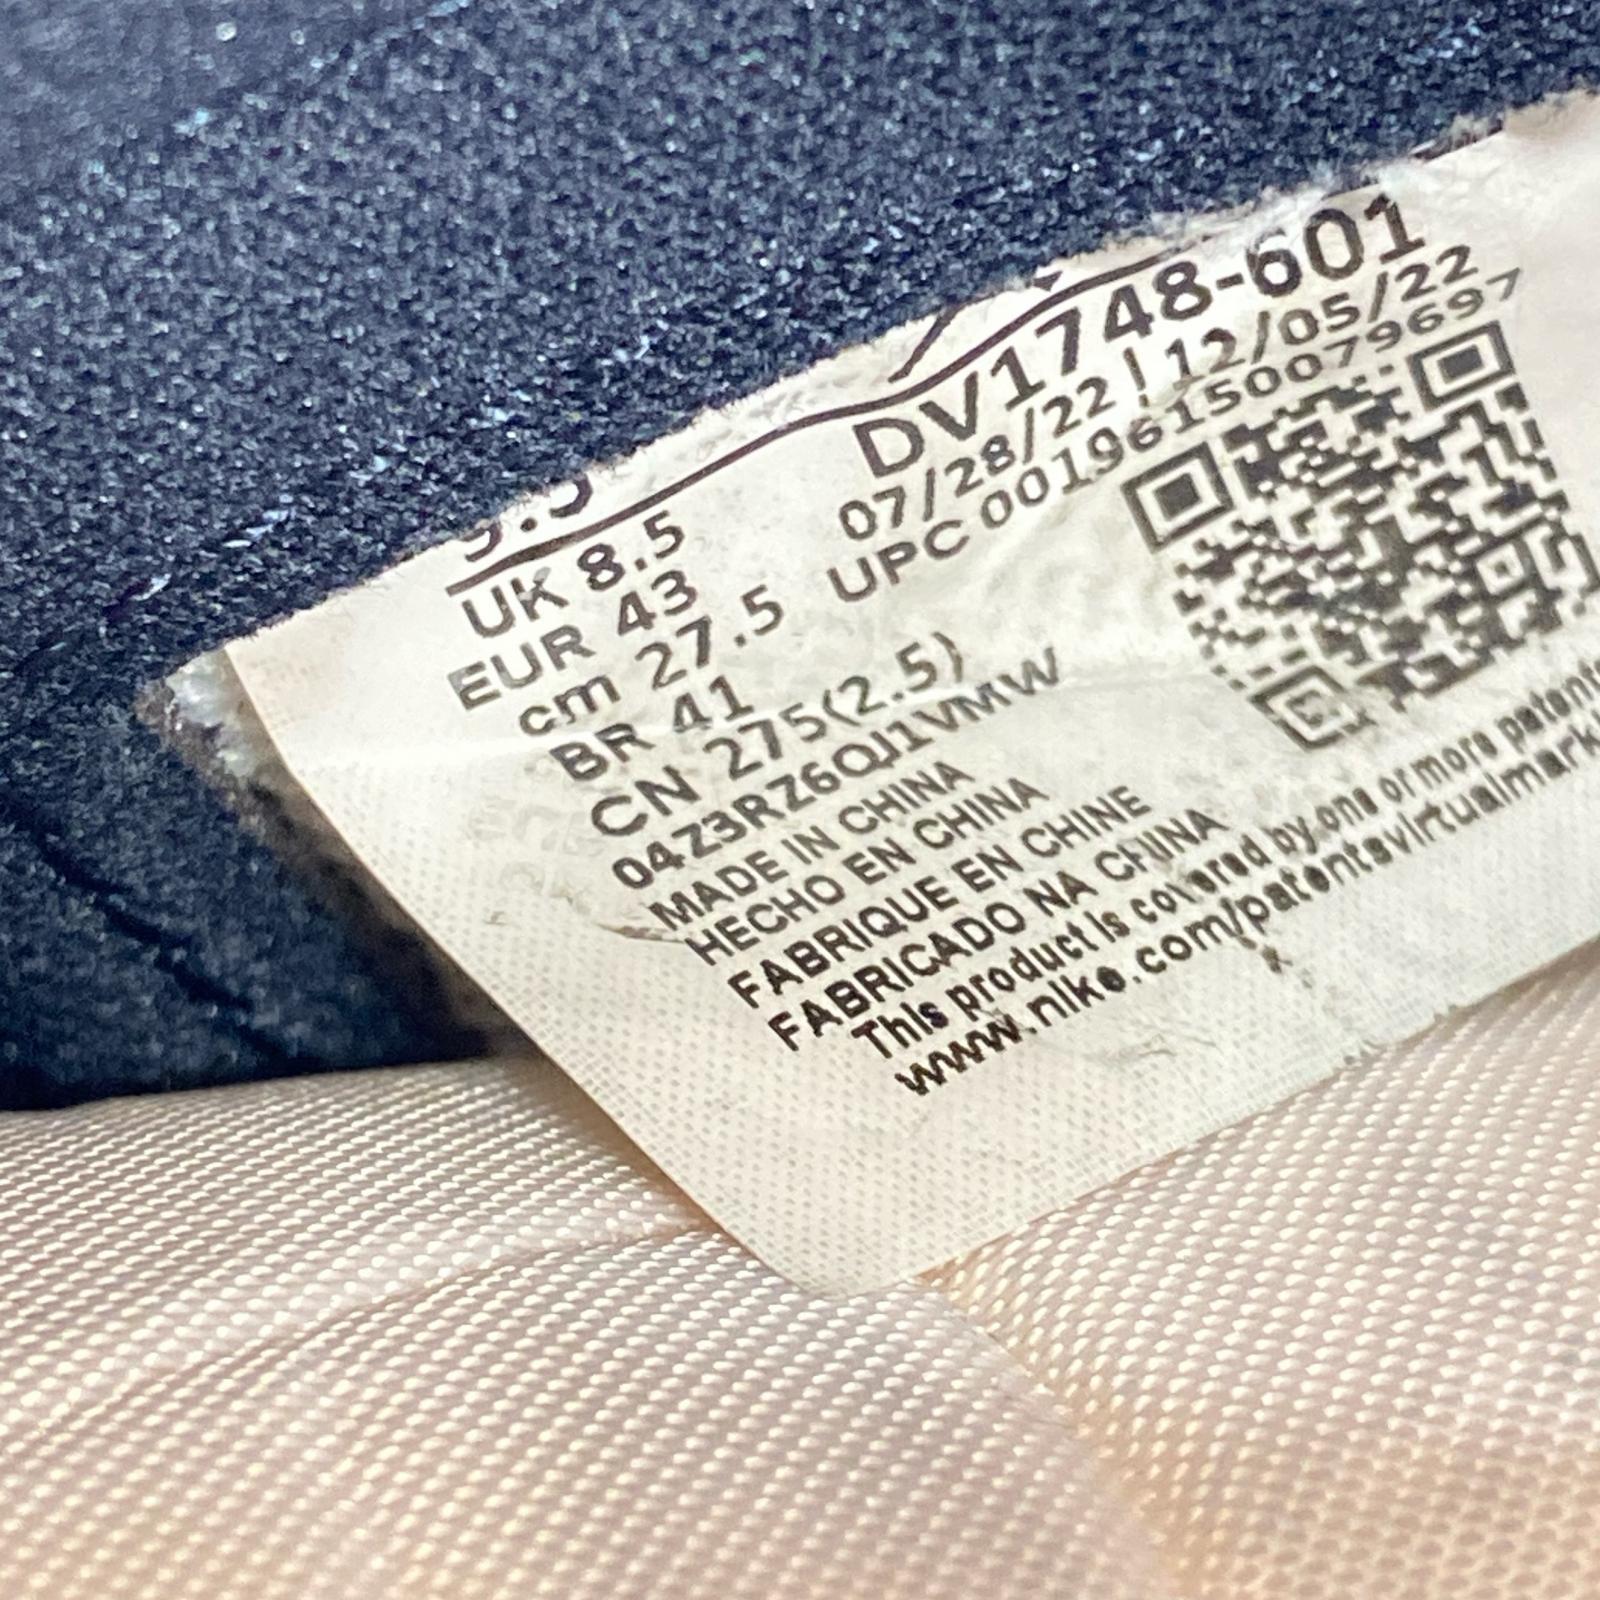 DV1748-601
07/28/22 | 12/05/22
UPC 00196150079697
UK 8.5
EUR 43
cm 27.5
BR 41
CN 275(2.5)
04Z3RZ6QJ1VMW
MADE IN CHINA
HECHO EN CHINA
FABRIQUE EN CHINE
FABRICADO NA CHINA
This product is covered by one or more patents
www.nike.com/patentsvirtualmark